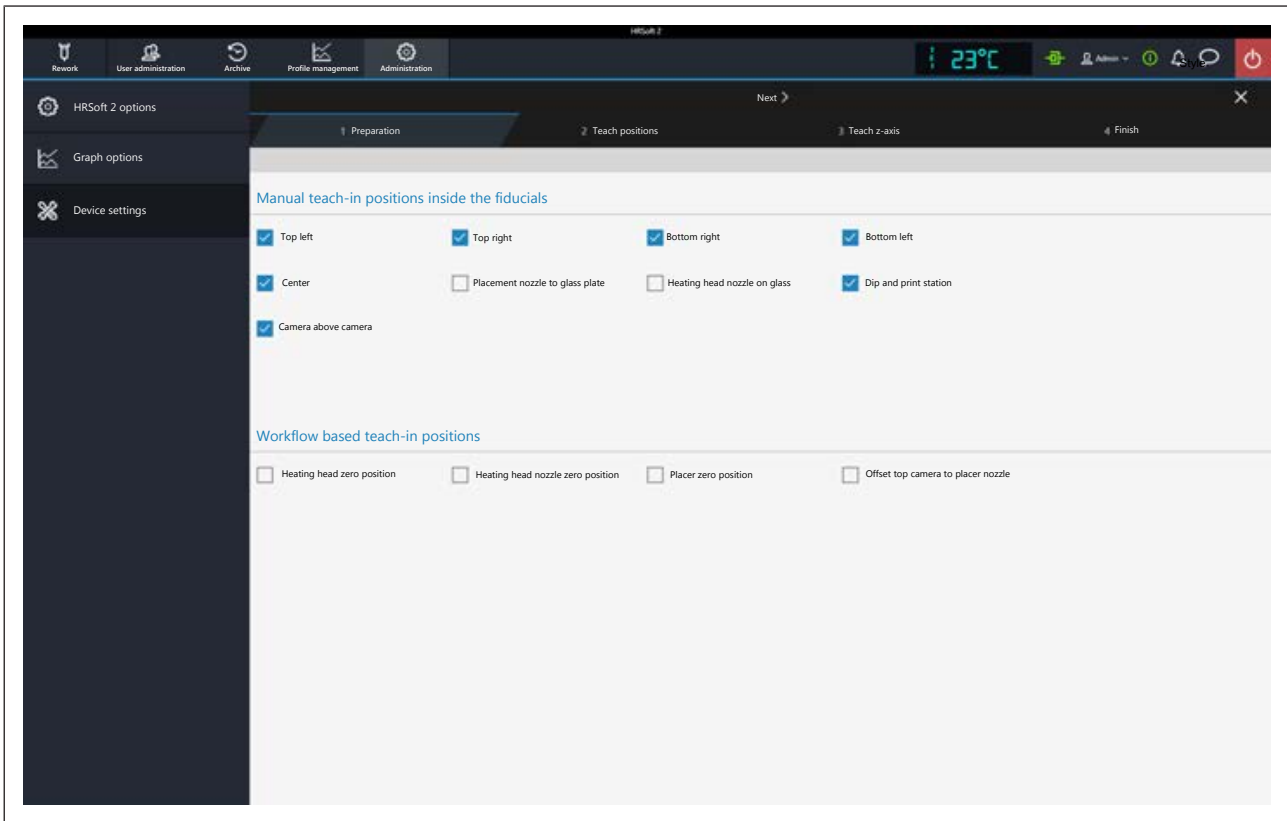 HRSoft 2
Rework User administration Archive Profile management Administration 23°C Admin Style
HRSoft 2 options
Graph options
Device settings
Next
1 Preparation 2 Teach positions 3 Teach z-axis 4 Finish
Manual teach-in positions inside the fiducials
Top left Top right Bottom right Bottom left
Center Placement nozzle to glass plate Heating head nozzle on glass Dip and print station
Camera above camera
Workflow based teach-in positions
Heating head zero position Heating head nozzle zero position Placer zero position Offset top camera to placer nozzle